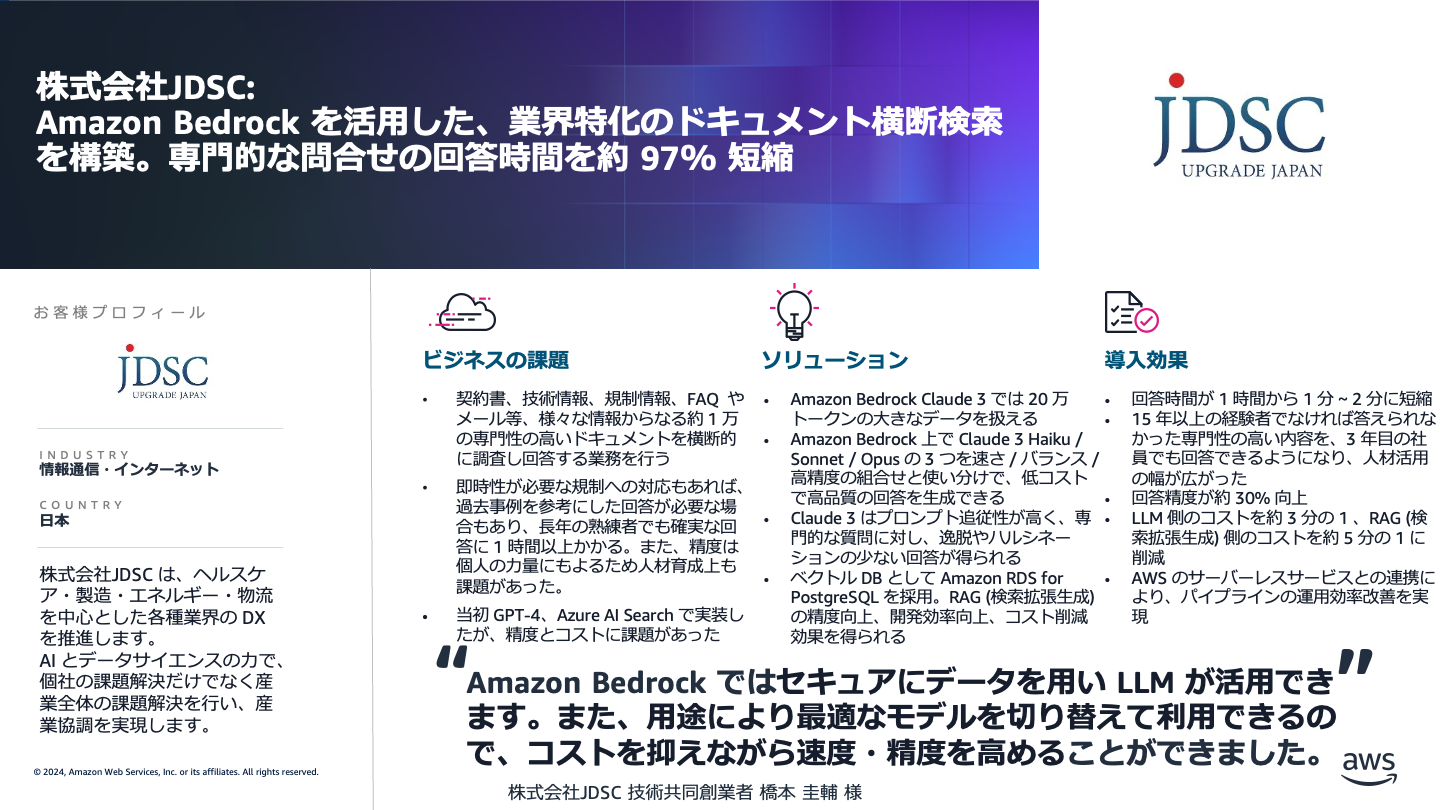 株式会社JDSC:
Amazon Bedrock を活用した、業界特化のドキュメント横断検索
を構築。専門的な問合せの回答時間を約 97% 短縮
JDSC
UPGRADE JAPAN
お客様プロフィール
JDSC
UPGRADE JAPAN
INDUSTRY
情報通信・インターネット
COUNTRY
日本
株式会社JDSC は、ヘルスケ
ア・製造・エネルギー・物流
を中心とした各種業界の DX
を推進します。
AI とデータサイエンスの力で、
個社の課題解決だけでなく産
業全体の課題解決を行い、産
業協調を実現します。
ビジネスの課題
• 契約書、技術情報、規制情報、FAQ や
メール等、様々な情報からなる約 1 万
の専門性の高いドキュメントを横断的
に調査し回答する業務を行う
• 即時性が必要な規制への対応もあれば、
過去事例を参考にした回答が必要な場
合もあり、長年の熟練者でも確実な回
答に 1 時間以上かかる。また、精度は
個人の力量にもよるため人材育成上も
課題があった。
• 当初 GPT-4、Azure AI Search で実装し
たが、精度とコストに課題があった
ソリューション
• Amazon Bedrock Claude 3 では 20 万
トークンの大きなデータを扱える
• Amazon Bedrock 上で Claude 3 Haiku /
Sonnet / Opus の 3 つを速さ / バランス /
高精度の組合せと使い分けで、低コスト
で高品質の回答を生成できる
• Claude 3 はプロンプト追従性が高く、専
門的な質問に対し、逸脱やハルシネー
ションの少ない回答が得られる
• ベクトル DB として Amazon RDS for
PostgreSQL を採用。RAG (検索拡張生成)
の精度向上、開発効率向上、コスト削減
効果を得られる
導入効果
• 回答時間が 1 時間から 1 分 ~ 2 分に短縮
• 15 年以上の経験者でなければ答えられな
かった専門性の高い内容を、3 年目の社
員でも回答できるようになり、人材活用
の幅が広がった
• 回答精度が約 30% 向上
• LLM 側のコストを約 3 分の 1 、RAG (検
索拡張生成) 側のコストを約 5 分の 1 に
削減
• AWS のサーバーレスサービスとの連携に
より、パイプラインの運用効率改善を実
現
“Amazon Bedrock ではセキュアにデータを用い LLM が活用でき
ます。また、用途により最適なモデルを切り替えて利用できるの
で、コストを抑えながら速度・精度を高めることができました。”
株式会社JDSC 技術共同創業者 橋本 圭輔 様
© 2024, Amazon Web Services, Inc. or its affiliates. All rights reserved.
aws